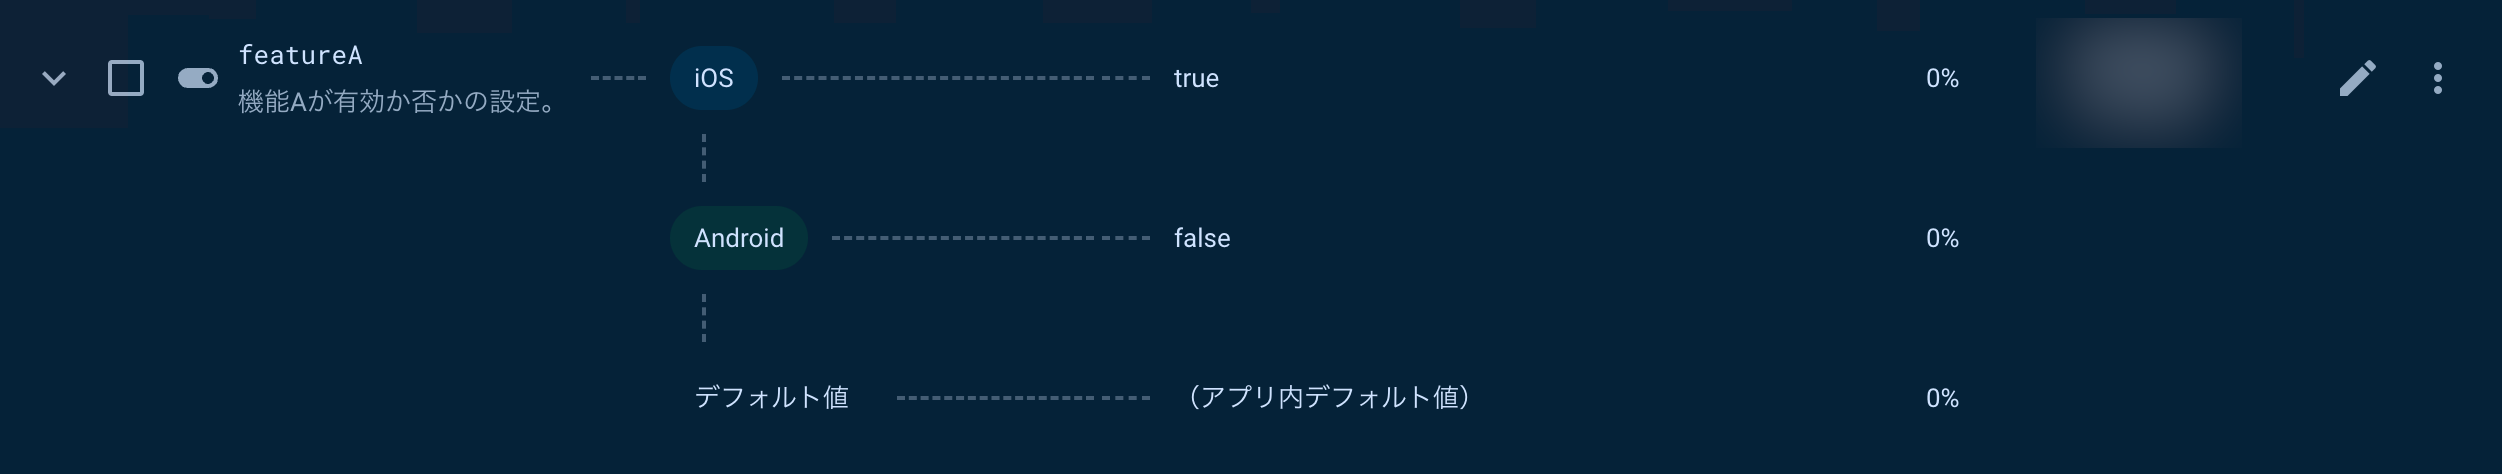 featureA
機能Aが有効か否かの設定。
iOS
true
0%
Android
false
0%
デフォルト値
（アプリ内デフォルト値）
0%